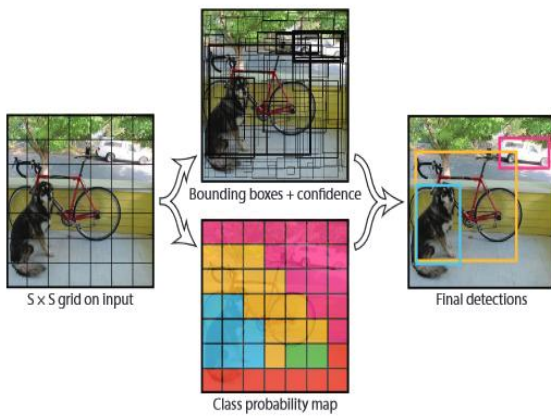 Bounding boxes + confidence
S × S grid on input
Final detections
Class probability map